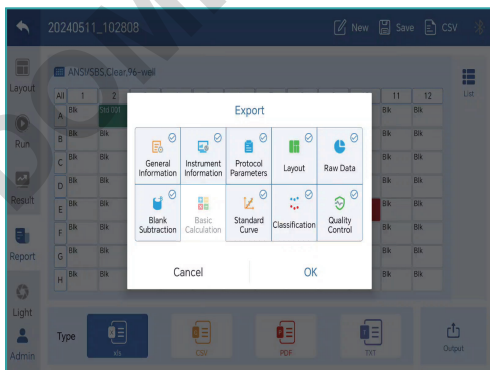 20240511_102808
New
Save
CSV
ANSI/SBS,Clear,96-well
Layout
Run
Result
Report
Light
Admin
List
All 1 2 11 12
A Blk Std 001 Blk Blk
B Blk Blk Blk Blk
C Blk Blk Blk Blk
D Blk Blk Blk Blk
E Blk Blk Blk Blk
F Blk Blk Blk Blk
G Blk Blk Blk Blk
H Blk Blk Blk Blk
Export
General
Information
Instrument
Information
Protocol
Parameters
Layout
Raw Data
Blank
Subtraction
Basic
Calculation
Standard
Curve
Classification
Quality
Control
Cancel
OK
Type
xls
CSV
PDF
TXT
Output